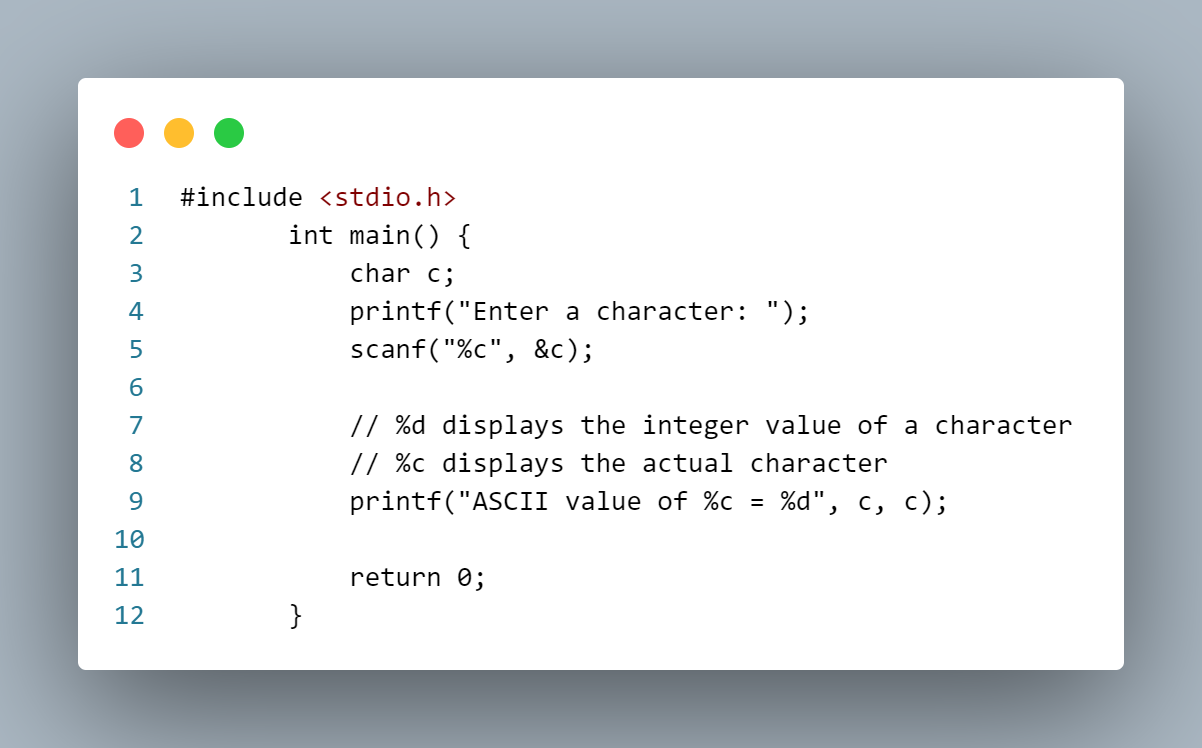 1 #include <stdio.h>
2 int main() {
3 char c;
4 printf("Enter a character: ");
5 scanf("%c", &c);
6
7 // %d displays the integer value of a character
8 // %c displays the actual character
9 printf("ASCII value of %c = %d", c, c);
10
11 return 0;
12 }